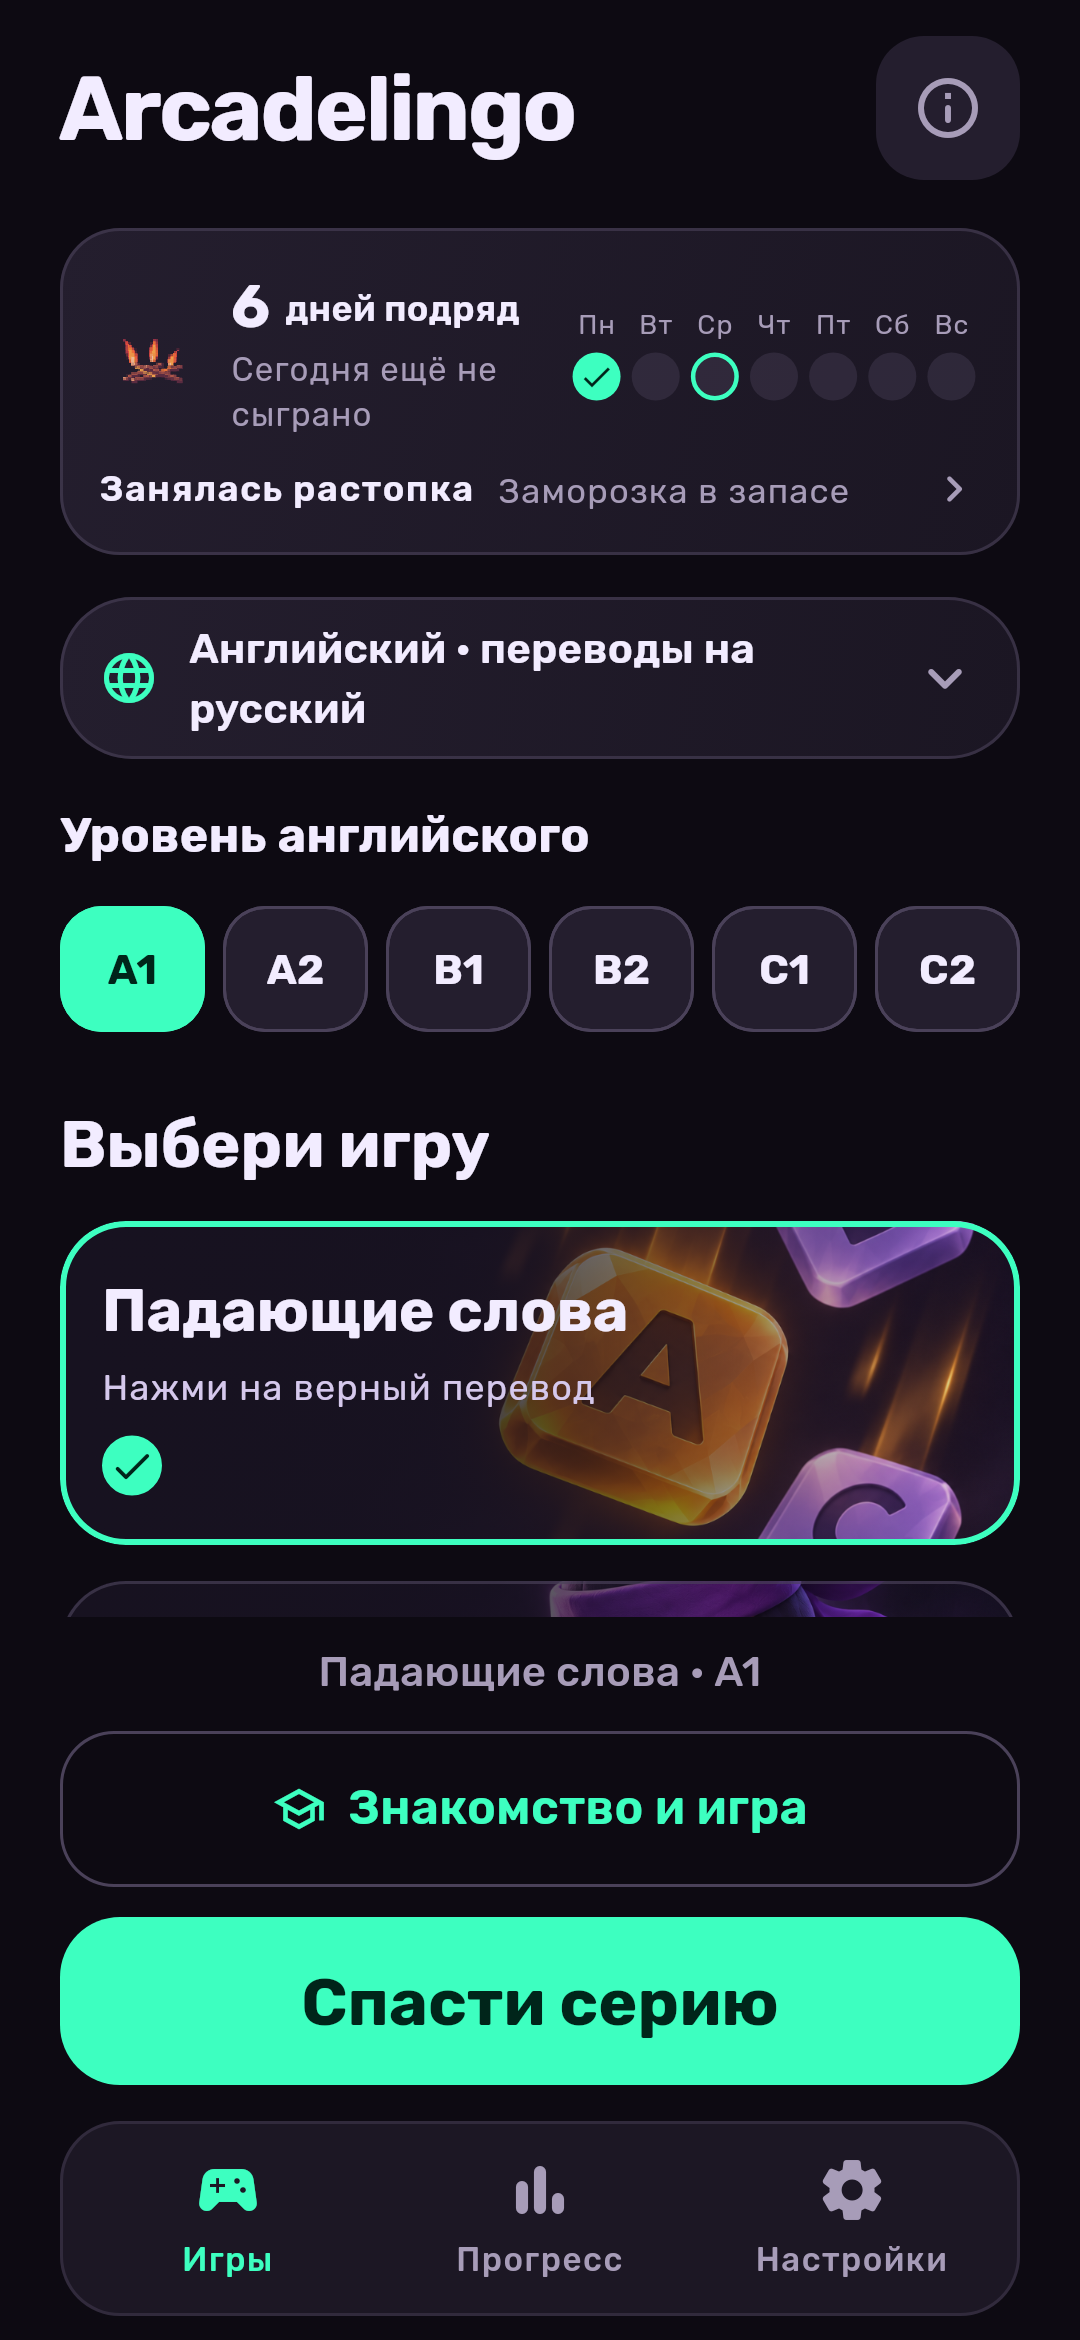 Arcadelingo
6 дней подряд
Сегодня ещё не
сыграно
Пн Вт Ср Чт Пт Сб Вс
Занялась растопка Заморозка в запасе
Английский • переводы на
русский
Уровень английского
A1 A2 B1 B2 C1 C2
Выбери игру
Падающие слова
Нажми на верный перевод
A
C
Падающие слова • A1
Знакомство и игра
Спасти серию
Игры Прогресс Настройки